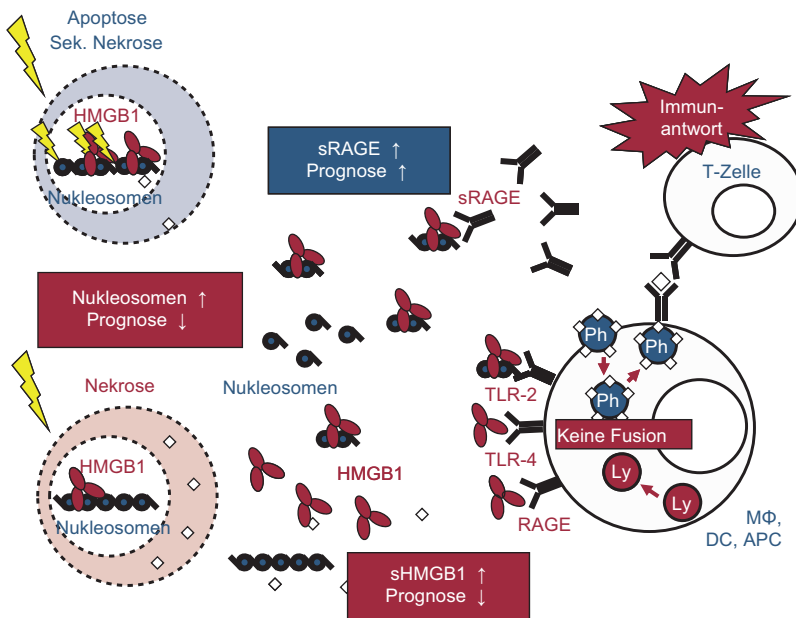 Apoptose
Sek. Nekrose
HMGB1
Nukleosomen
sRAGE ↑
Prognose ↑
sRAGE
Immun-
antwort
T-Zelle
Nukleosomen ↑
Prognose ↓
Nekrose
HMGB1
Nukleosomen
Nukleosomen
HMGB1
sHMGB1 ↑
Prognose ↓
TLR-2
TLR-4
RAGE
Ph
Ph
Ph
Keine Fusion
Ly
Ly
MΦ,
DC, APC